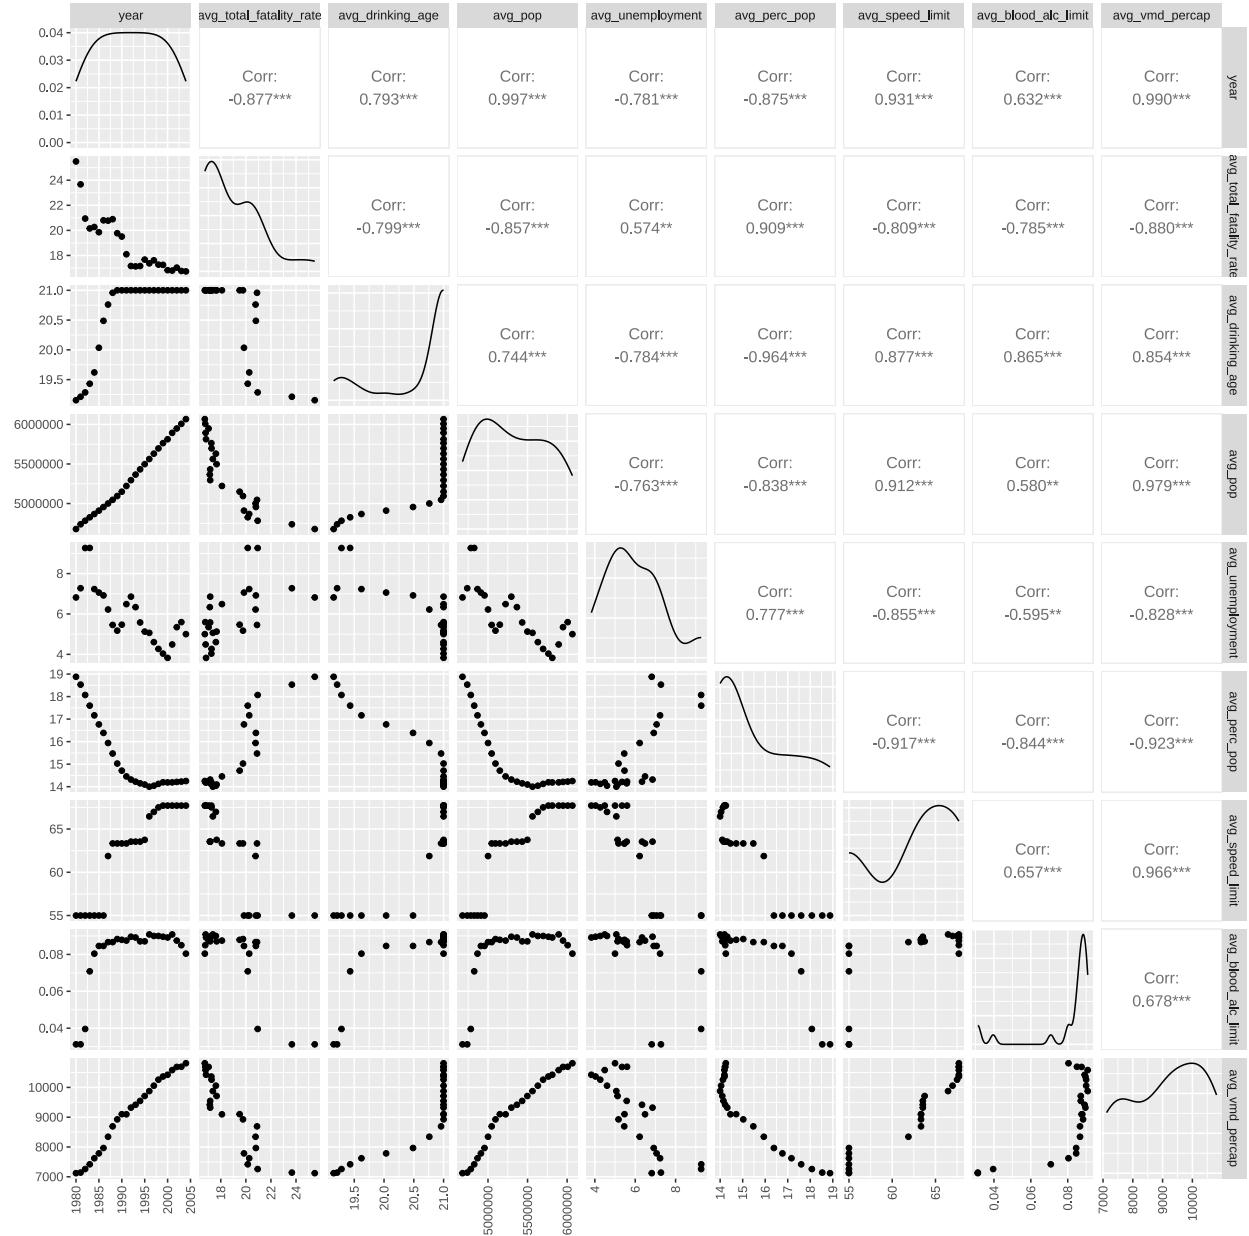 year avg_total_fatality_rate avg_drinking_age avg_pop avg_unemployment avg_perc_pop avg_speed_limit avg_blood_alc_limit avg_vmd_percap
0.04
0.03
0.02
0.01
0.00
Corr: Corr: Corr: Corr: Corr: Corr: Corr: Corr:
-0.877*** 0.793*** 0.997*** -0.781*** -0.875*** 0.931*** 0.632*** 0.990***
year
24
22
20
18
Corr: Corr: Corr: Corr: Corr: Corr: Corr:
-0.799*** -0.857*** 0.574** 0.909*** -0.809*** -0.785*** -0.880***
avg_total_fatality_rate
21.0
20.5
20.0
19.5
Corr: Corr: Corr: Corr: Corr: Corr:
0.744*** -0.784*** -0.964*** 0.877*** 0.865*** 0.854***
avg_drinking_age
6000000
5500000
5000000
Corr: Corr: Corr: Corr: Corr:
-0.763*** -0.838*** 0.912*** 0.580** 0.979***
avg_pop
8
6
4
Corr: Corr: Corr: Corr:
0.777*** -0.855*** -0.595** -0.828***
avg_unemployment
19
18
17
16
15
14
Corr: Corr: Corr:
-0.917*** -0.844*** -0.923***
avg_perc_pop
65
60
55
Corr: Corr:
0.657*** 0.966***
avg_speed_limit
0.08
0.06
0.04
Corr:
0.678***
avg_blood_alc_limit
10000
9000
8000
7000
avg_vmd_percap
1980 1985 1990 1995 2000 2005 18 20 22 24 19.5 20.0 20.5 21.0 5000000 5500000 6000000 4 6 8 14 15 16 17 18 19 55 60 65 0.04 0.06 0.08 7000 8000 9000 10000